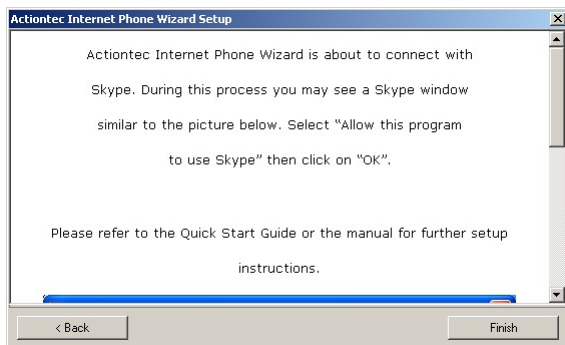 Actiontec Internet Phone Wizard Setup
Actiontec Internet Phone Wizard is about to connect with
Skype. During this process you may see a Skype window
similar to the picture below. Select “Allow this program
to use Skype” then click on “OK”.
Please refer to the Quick Start Guide or the manual for further setup
instructions.
< Back
Finish